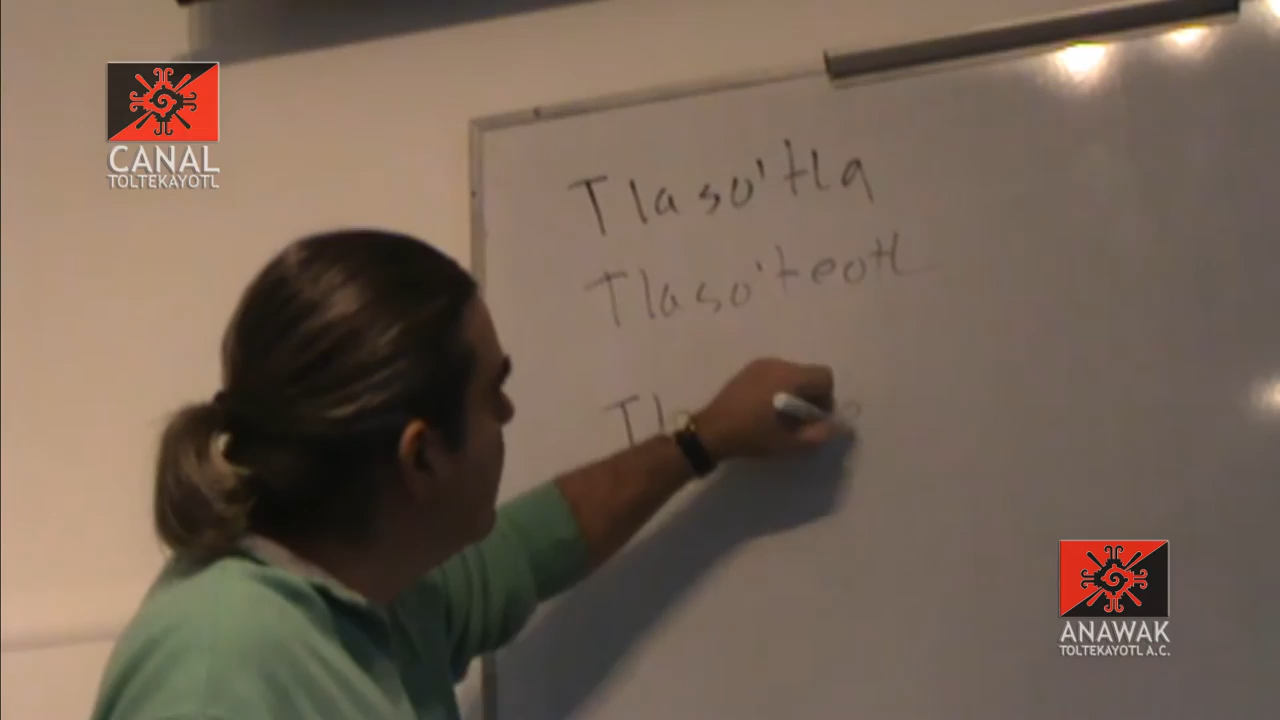 CANAL
TOLTEKAYOTL
Tlaso'tla
Tlaso'teotl
ANAWAK
TOLTEKAYOTL A.C.